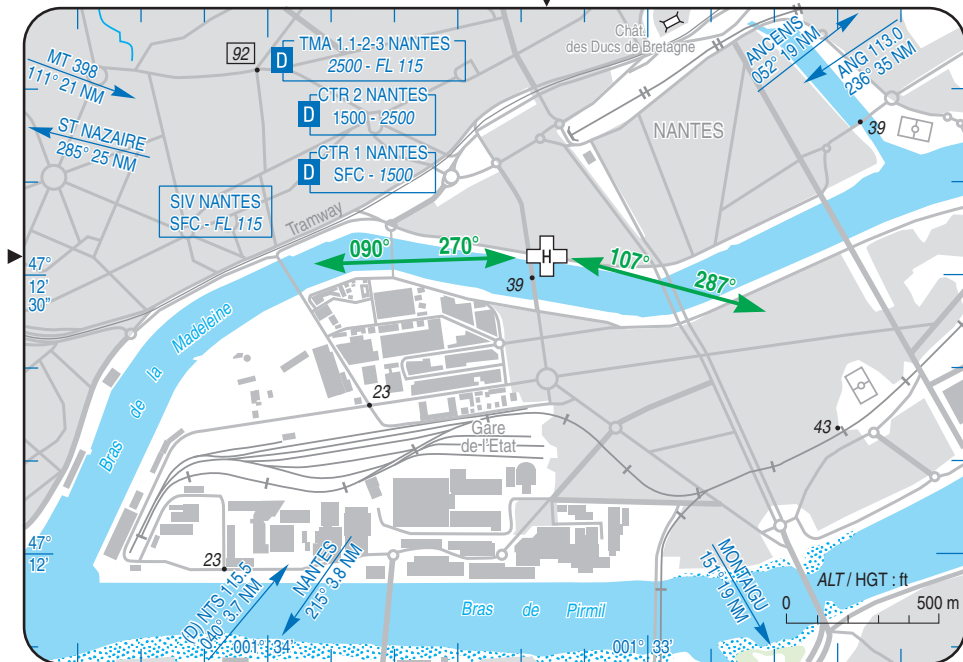 MT 398
111° 21 NM
ST NAZAIRE
285° 25 NM
92
D
TMA 1.1-2-3 NANTES
2500 - FL 115
D
CTR 2 NANTES
1500 - 2500
D
CTR 1 NANTES
SFC - 1500
SIV NANTES
SFC - FL 115
Chât.
des Ducs de Bretagne
ANCENIS
052° 19 NM
ANG 113.0
236° 35 NM
NANTES
39
Tramway
090°
270°
H
107°
287°
39
47°
12'
30"
Bras de la Madeleine
23
Gare
de-l'Etat
43
47°
12'
23
(D) NTS 115.5
040° 3.7 NM
NANTES
215° 3.8 NM
MONTAIGU
151° 19 NM
Bras de Pirmil
ALT / HGT : ft
0
500 m
001° 34'
001° 33'